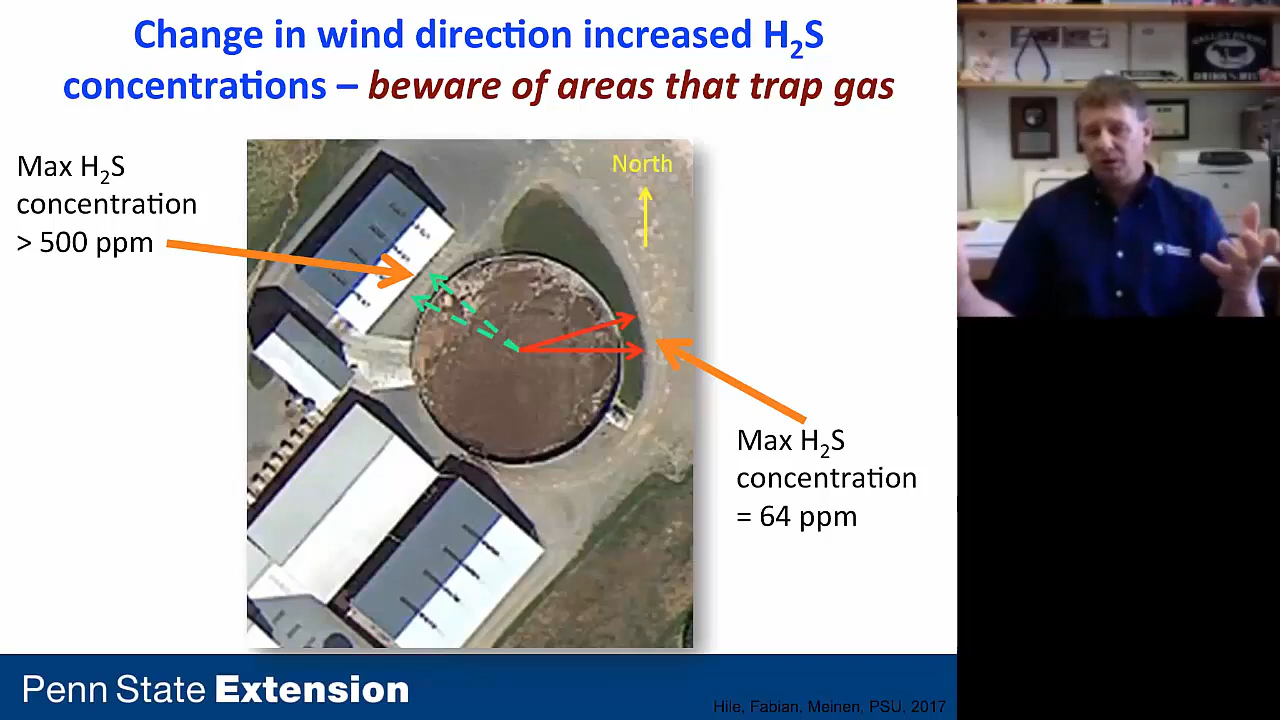 Change in wind direction increased H₂S
concentrations – beware of areas that trap gas
Max H₂S
concentration
> 500 ppm
North
Max H₂S
concentration
= 64 ppm
Penn State Extension
Hile, Fabian, Meinen, PSU, 2017